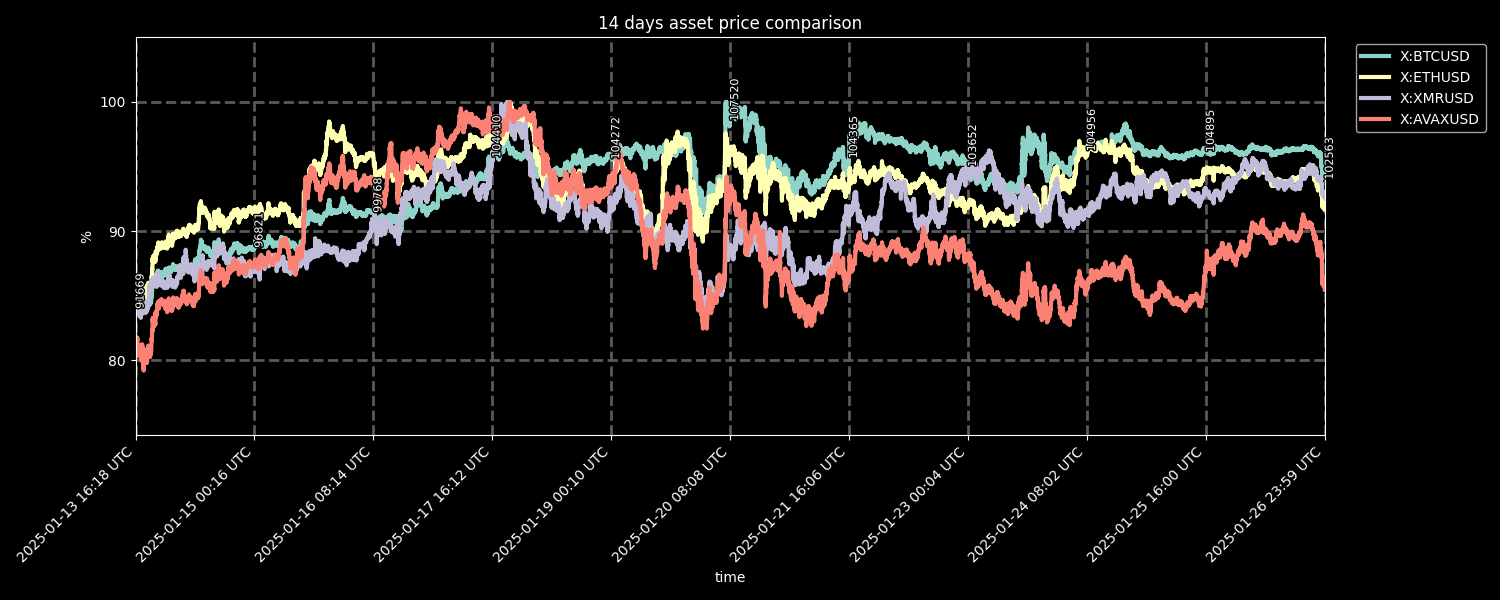 14 days asset price comparison
X:BTCUSD
X:ETHUSD
X:XMRUSD
X:AVAXUSD
%
100
90
80
91669
96821
99768
104410
104272
107520
104365
103652
104956
104895
102563
2025-01-13 16:18 UTC
2025-01-15 00:16 UTC
2025-01-16 08:14 UTC
2025-01-17 16:12 UTC
2025-01-19 00:10 UTC
2025-01-20 08:08 UTC
2025-01-21 16:06 UTC
2025-01-23 00:04 UTC
2025-01-24 08:02 UTC
2025-01-25 16:00 UTC
2025-01-26 23:59 UTC
time